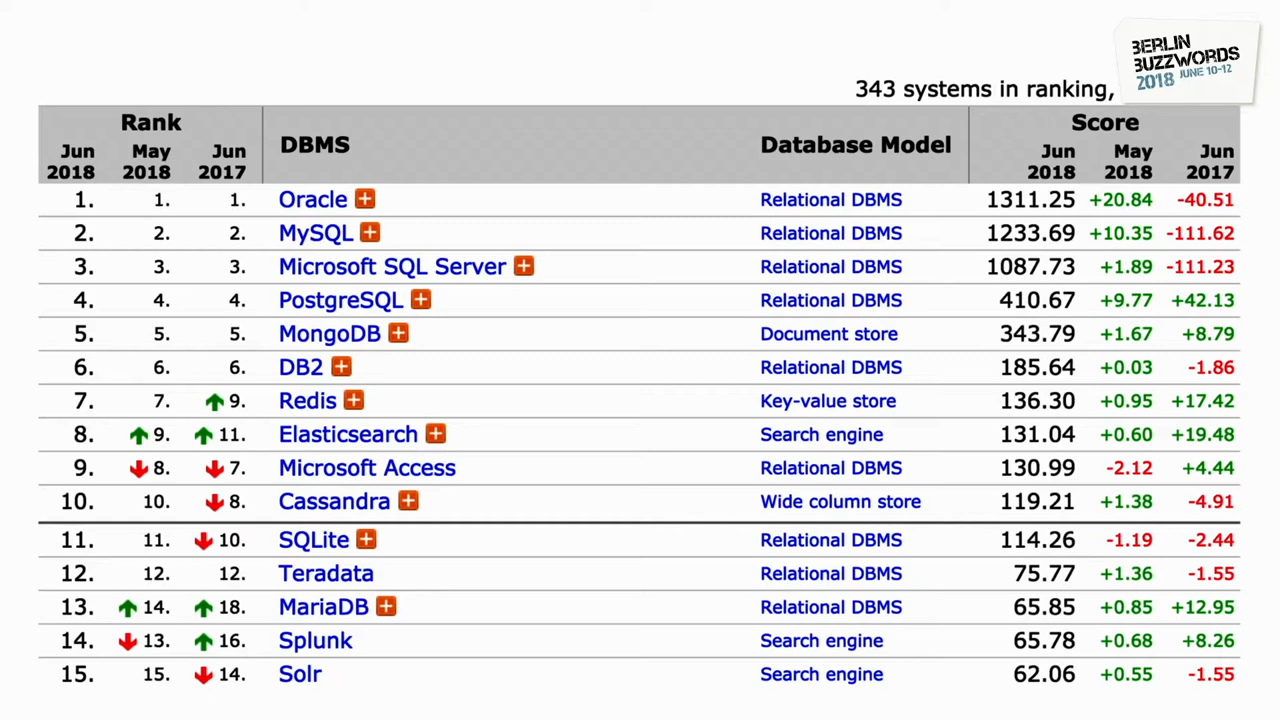 BERLIN
BUZZWORDS
2018 JUNE 10-12
343 systems in ranking,
Rank DBMS Database Model Score
Jun 2018 May 2018 Jun 2017 Jun 2018 May 2018 Jun 2017
1. 1. 1. Oracle Relational DBMS 1311.25 +20.84 -40.51
2. 2. 2. MySQL Relational DBMS 1233.69 +10.35 -111.62
3. 3. 3. Microsoft SQL Server Relational DBMS 1087.73 +1.89 -111.23
4. 4. 4. PostgreSQL Relational DBMS 410.67 +9.77 +42.13
5. 5. 5. MongoDB Document store 343.79 +1.67 +8.79
6. 6. 6. DB2 Relational DBMS 185.64 +0.03 -1.86
7. 7. 9. Redis Key-value store 136.30 +0.95 +17.42
8. 9. 11. Elasticsearch Search engine 131.04 +0.60 +19.48
9. 8. 7. Microsoft Access Relational DBMS 130.99 -2.12 +4.44
10. 10. 8. Cassandra Wide column store 119.21 +1.38 -4.91
11. 11. 10. SQLite Relational DBMS 114.26 -1.19 -2.44
12. 12. 12. Teradata Relational DBMS 75.77 +1.36 -1.55
13. 14. 18. MariaDB Relational DBMS 65.85 +0.85 +12.95
14. 13. 16. Splunk Search engine 65.78 +0.68 +8.26
15. 15. 14. Solr Search engine 62.06 +0.55 -1.55